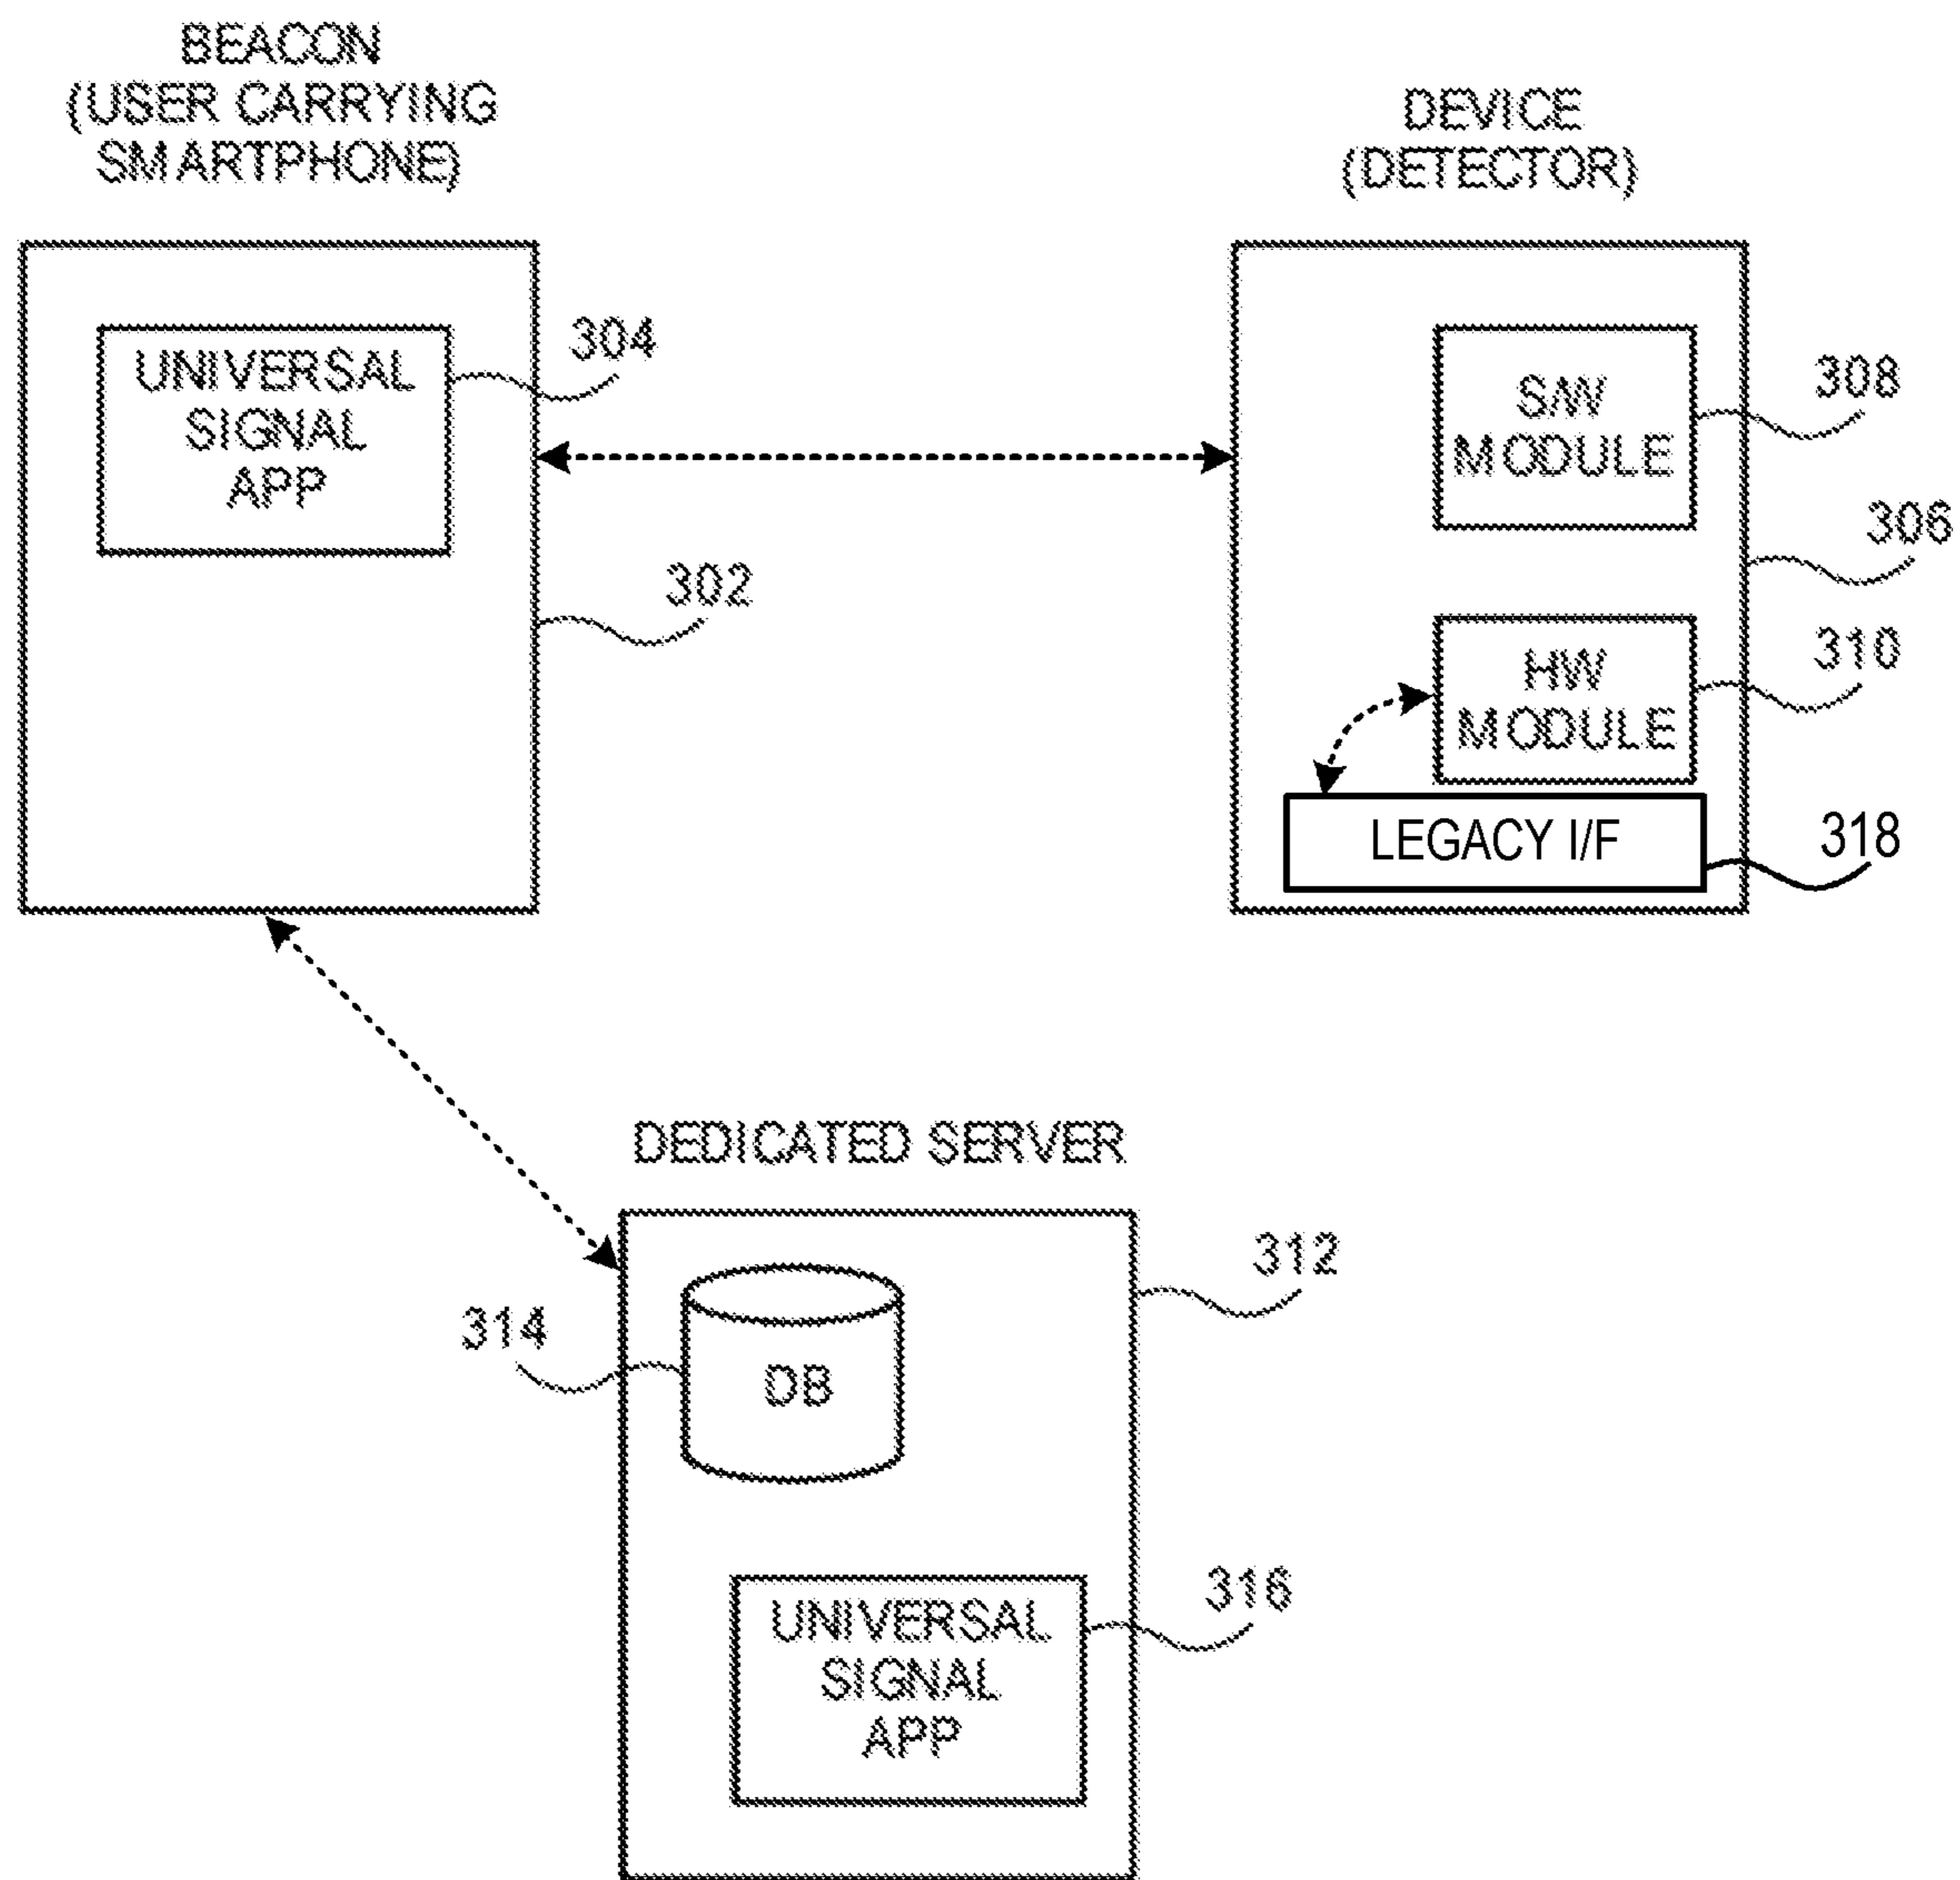 BEACON
(USER CARRYING
SMARTPHONE)
DEVICE
(DETECTOR)
UNIVERSAL
SIGNAL
APP
304
302
S/W
MODULE
308
306
HW
MODULE
310
LEGACY I/F
318
DEDICATED SERVER
312
314
DB
UNIVERSAL
SIGNAL
APP
316